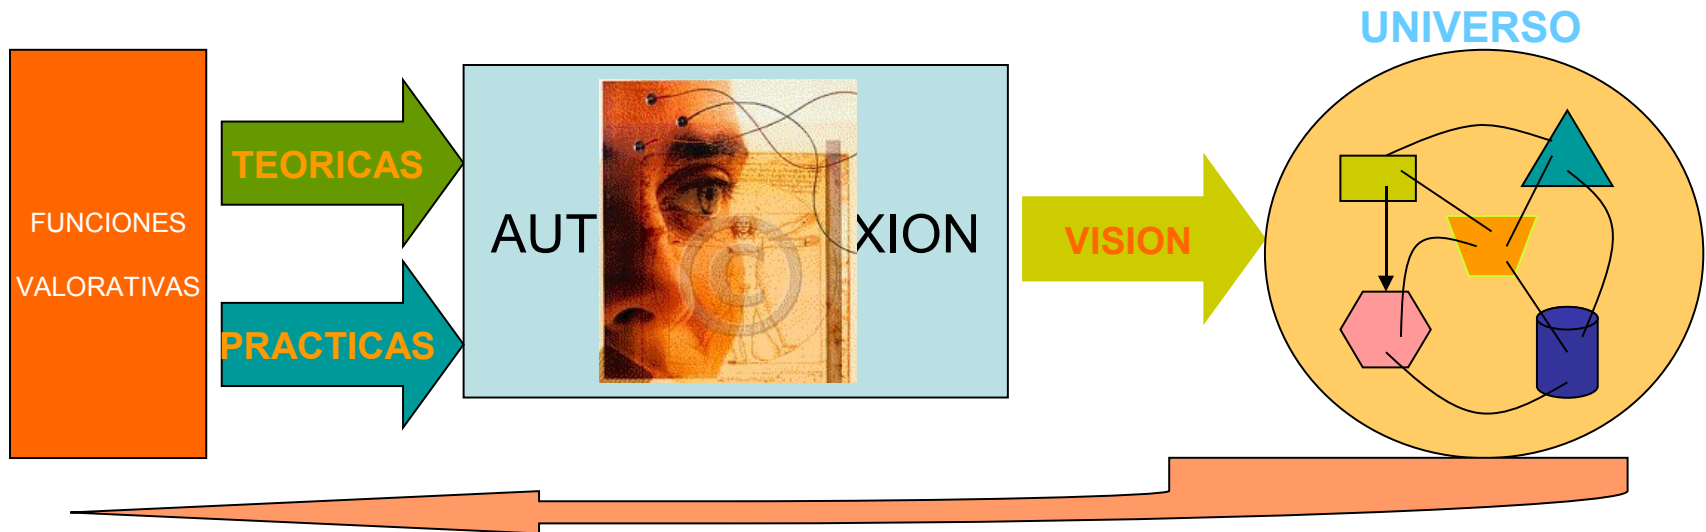 UNIVERSO
FUNCIONES
VALORATIVAS
TEORICAS
PRACTICAS
AUT
XION
VISION
©